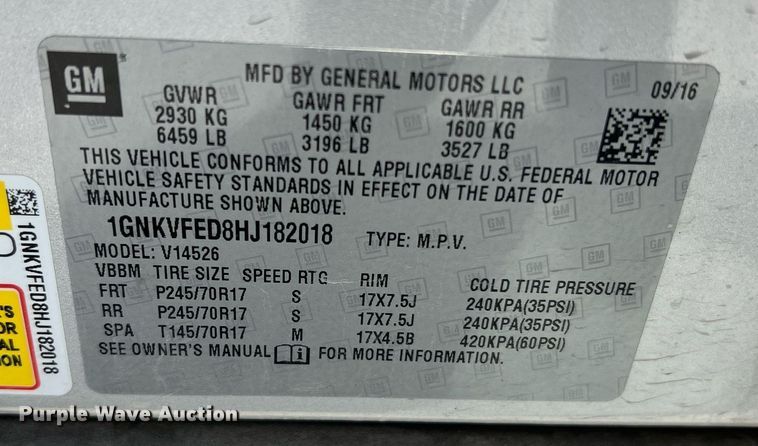 GM
MFD BY GENERAL MOTORS LLC
09/16
GVWR GAWR FRT GAWR RR
2930 KG 1450 KG 1600 KG
6459 LB 3196 LB 3527 LB
THIS VEHICLE CONFORMS TO ALL APPLICABLE U.S. FEDERAL MOTOR
VEHICLE SAFETY STANDARDS IN EFFECT ON THE DATE OF
MANUFACTURE SHOWN ABOVE.
1GNKVFED8HJ182018 TYPE: M.P.V.
MODEL: V14526
VBBM TIRE SIZE SPEED RTG RIM COLD TIRE PRESSURE
FRT P245/70R17 S 17X7.5J 240KPA(35PSI)
RR P245/70R17 S 17X7.5J 240KPA(35PSI)
SPA T145/70R17 M 17X4.5B 420KPA(60PSI)
SEE OWNER'S MANUAL i FOR MORE INFORMATION.
1GNKVFED8HJ182018
Purple Wave Auction